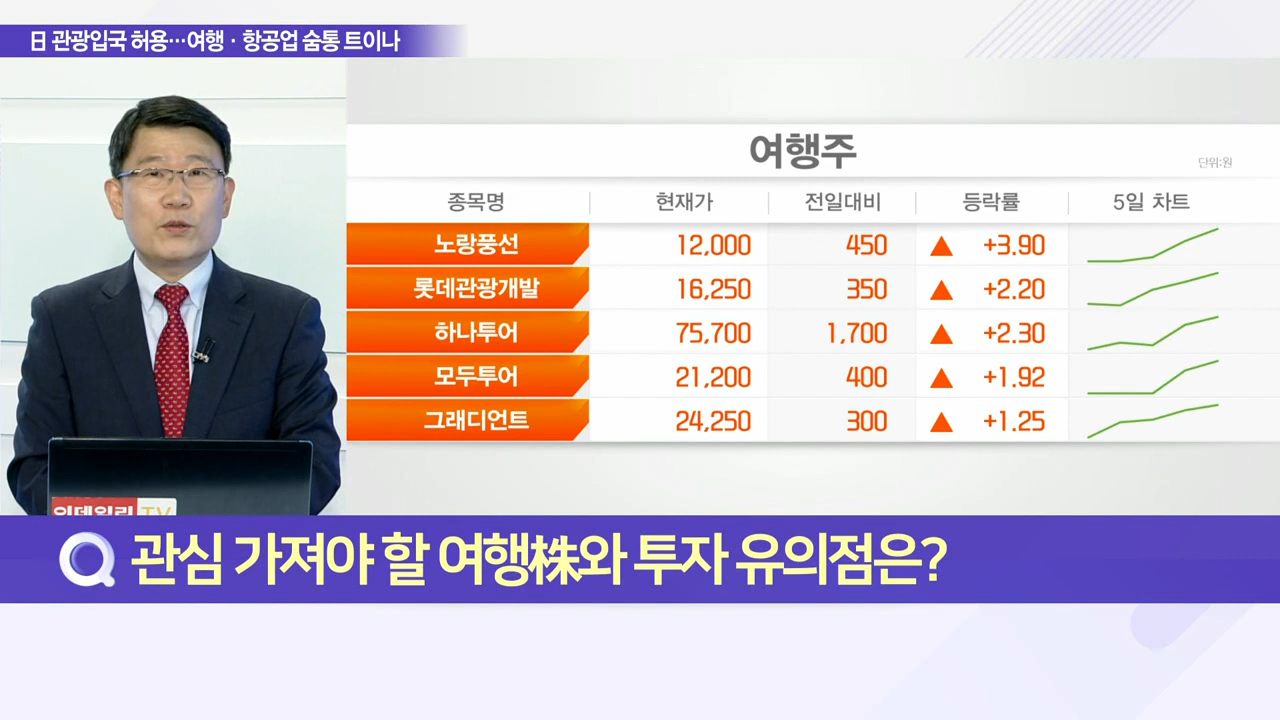 日 관광입국 허용…여행·항공업 숨통 트이나
여행주
단위:원
종목명 현재가 전일대비 등락률 5일 차트
노랑풍선 12,000 450 ▲ +3.90
롯데관광개발 16,250 350 ▲ +2.20
하나투어 75,700 1,700 ▲ +2.30
모두투어 21,200 400 ▲ +1.92
그래디언트 24,250 300 ▲ +1.25
이데일리 TV
Q 관심 가져야 할 여행株와 투자 유의점은?